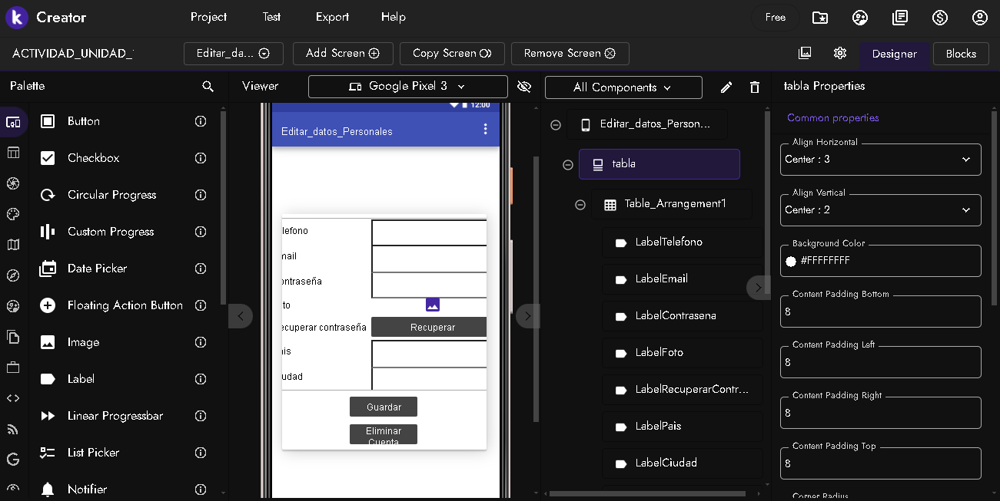 Creator
Project
Test
Export
Help
Free
ACTIVIDAD_UNIDAD_
Editar_da...
Add Screen
Copy Screen
Remove Screen
Designer
Blocks
Palette
Viewer
Google Pixel 3
All Components
tabla Properties
Button
Checkbox
Circular Progress
Custom Progress
Date Picker
Floating Action Button
Image
Label
Linear Progressbar
List Picker
Notifier
12:00
Editar_datos_Personales
lefono
mail
ontraseña
to
ecuperar contraseña
Recuperar
is
udad
Guardar
Eliminar
Cuenta
Editar_datos_Person...
tabla
Table_Arrangement1
LabelTelefono
LabelEmail
LabelContrasena
LabelFoto
LabelRecuperarContr...
LabelPais
LabelCiudad
Common properties
Align Horizontal
Center : 3
Align Vertical
Center : 2
Background Color
#FFFFFFFF
Content Padding Bottom
8
Content Padding Left
8
Content Padding Right
8
Content Padding Top
8
Corner Radius